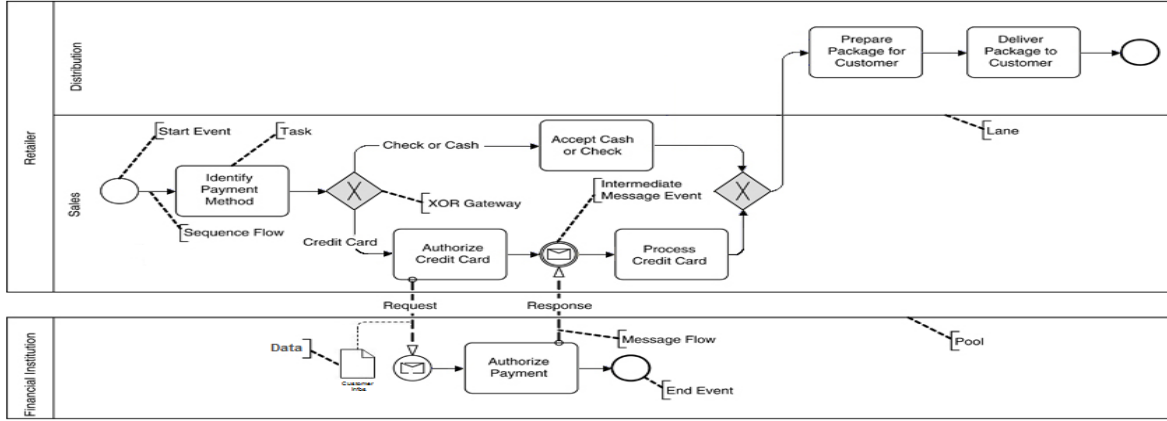 Retailer
Distribution
Prepare
Package for
Customer
Deliver
Package to
Customer
Sales
Start Event
Task
Identify
Payment
Method
Sequence Flow
Check or Cash
Accept Cash
or Check
XOR Gateway
Intermediate
Message Event
Lane
Credit Card
Authorize
Credit Card
Process
Credit Card
Request
Response
Financial Institution
Data
Customer
Infos
Authorize
Payment
Message Flow
End Event
Pool